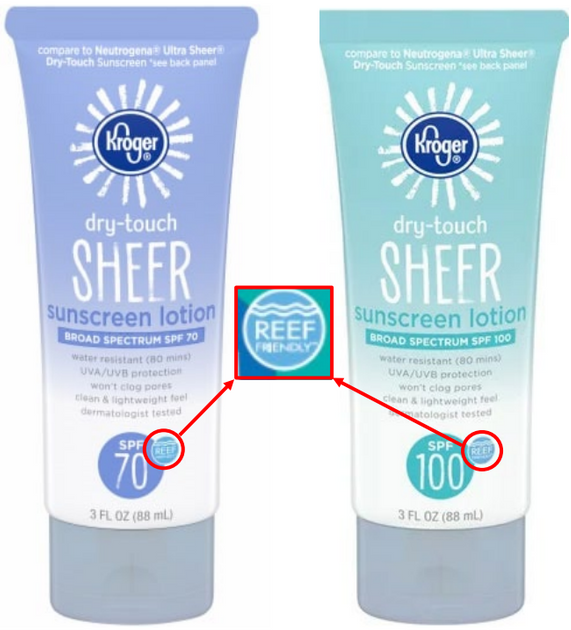 compare to Neutrogena® Ultra Sheer®
Dry-Touch Sunscreen *see back panel
Kroger®
dry-touch
SHEER
sunscreen lotion
BROAD SPECTRUM SPF 70
water resistant (80 mins)
UVA/UVB protection
won't clog pores
clean & lightweight feel
dermatologist tested
SPF
70
REEF
3 FL OZ (88 mL)
REEF
FRIENDLY™
compare to Neutrogena® Ultra Sheer®
Dry-Touch Sunscreen *see back panel
Kroger®
dry-touch
SHEER
sunscreen lotion
BROAD SPECTRUM SPF 100
water resistant (80 mins)
UVA/UVB protection
won't clog pores
clean & lightweight feel
dermatologist tested
SPF
100
REEF
3 FL OZ (88 mL)